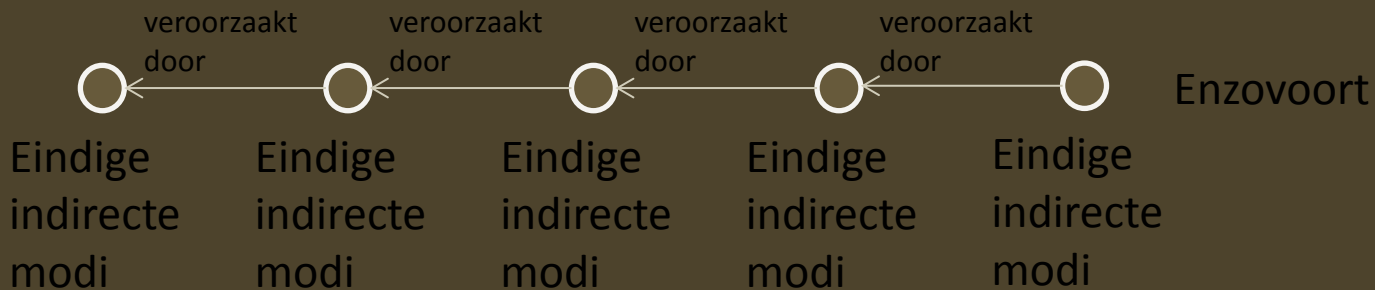 veroorzaakt veroorzaakt veroorzaakt veroorzaakt
door door door door
Enzovoort
Eindige Eindige Eindige Eindige Eindige
indirecte indirecte indirecte indirecte indirecte
modi modi modi modi modi